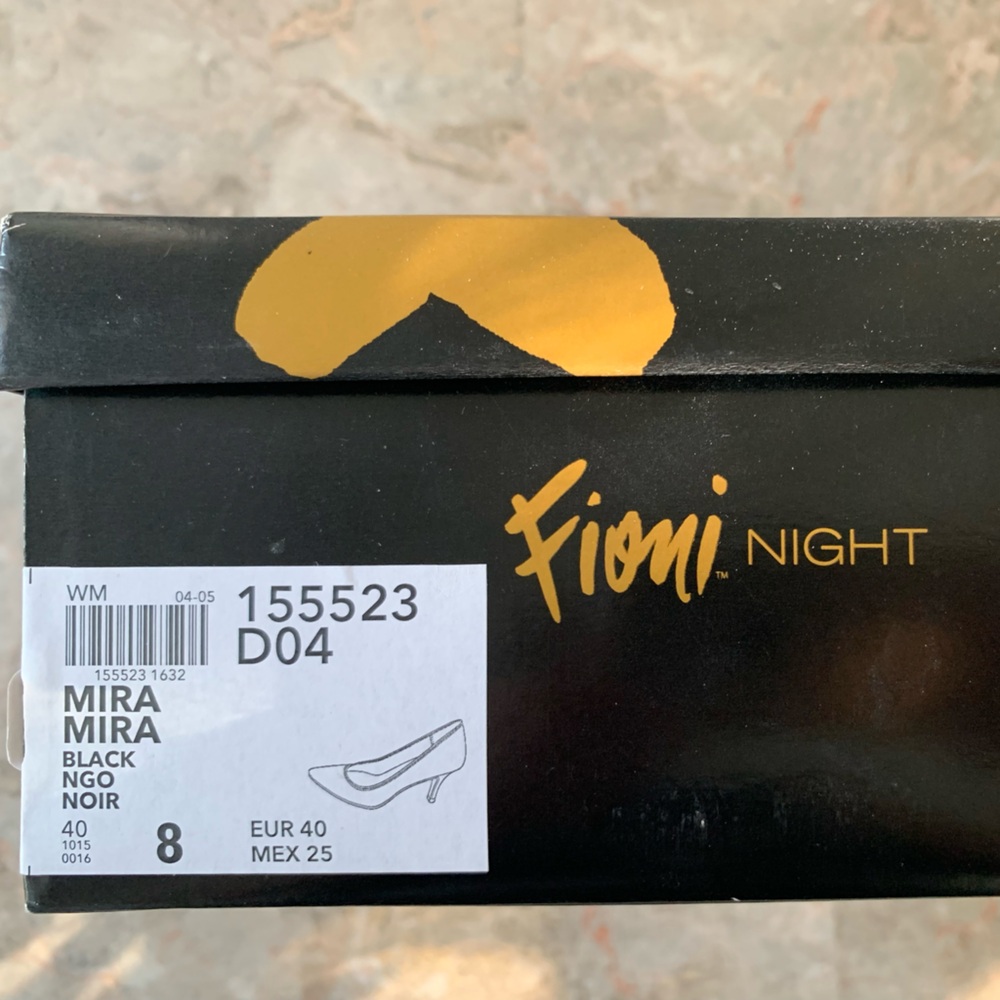 Fioni™ NIGHT
WM 04-05
155523
D04
155523 1632
MIRA
MIRA
BLACK
NGO
NOIR
40
1015
0016
8
EUR 40
MEX 25